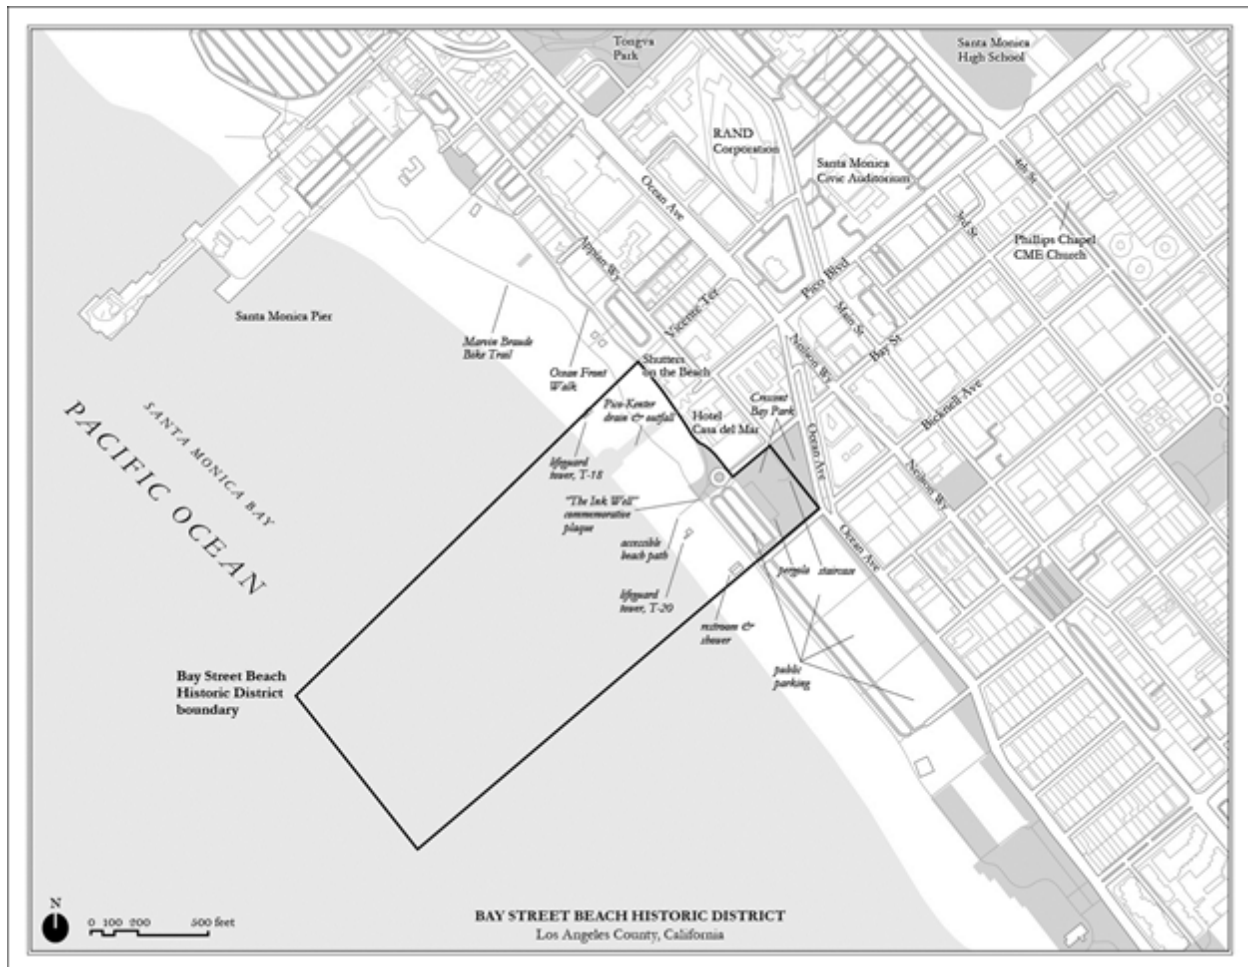 Tongva
Park
Santa Monica
High School
RAND
Corporation
Santa Monica
Civic Auditorium
4th St
Ocean Ave
3rd St
Phillips Chapel
CME Church
Appian Wy
Pico Blvd
Vicente Ter
Main St
Bay St
Santa Monica Pier
Marvin Braude
Bike Trail
Neilson Wy
Shutters
on the Beach
Ocean Front
Walk
Bicknell Ave
Crescent
Bay Park
Pico-Kenter
drain & outfall
Hotel
Casa del Mar
SANTA MONICA BAY
PACIFIC OCEAN
Ocean Ave
lifeguard
tower, T-18
Neilson Wy
"The Ink Well"
commemorative
plaque
accessible
beach path
Ocean Ave
pergola
staircase
lifeguard
tower, T-20
restroom &
shower
public
parking
Bay Street Beach
Historic District
boundary
N
0 100 200 500 feet
BAY STREET BEACH HISTORIC DISTRICT
Los Angeles County, California